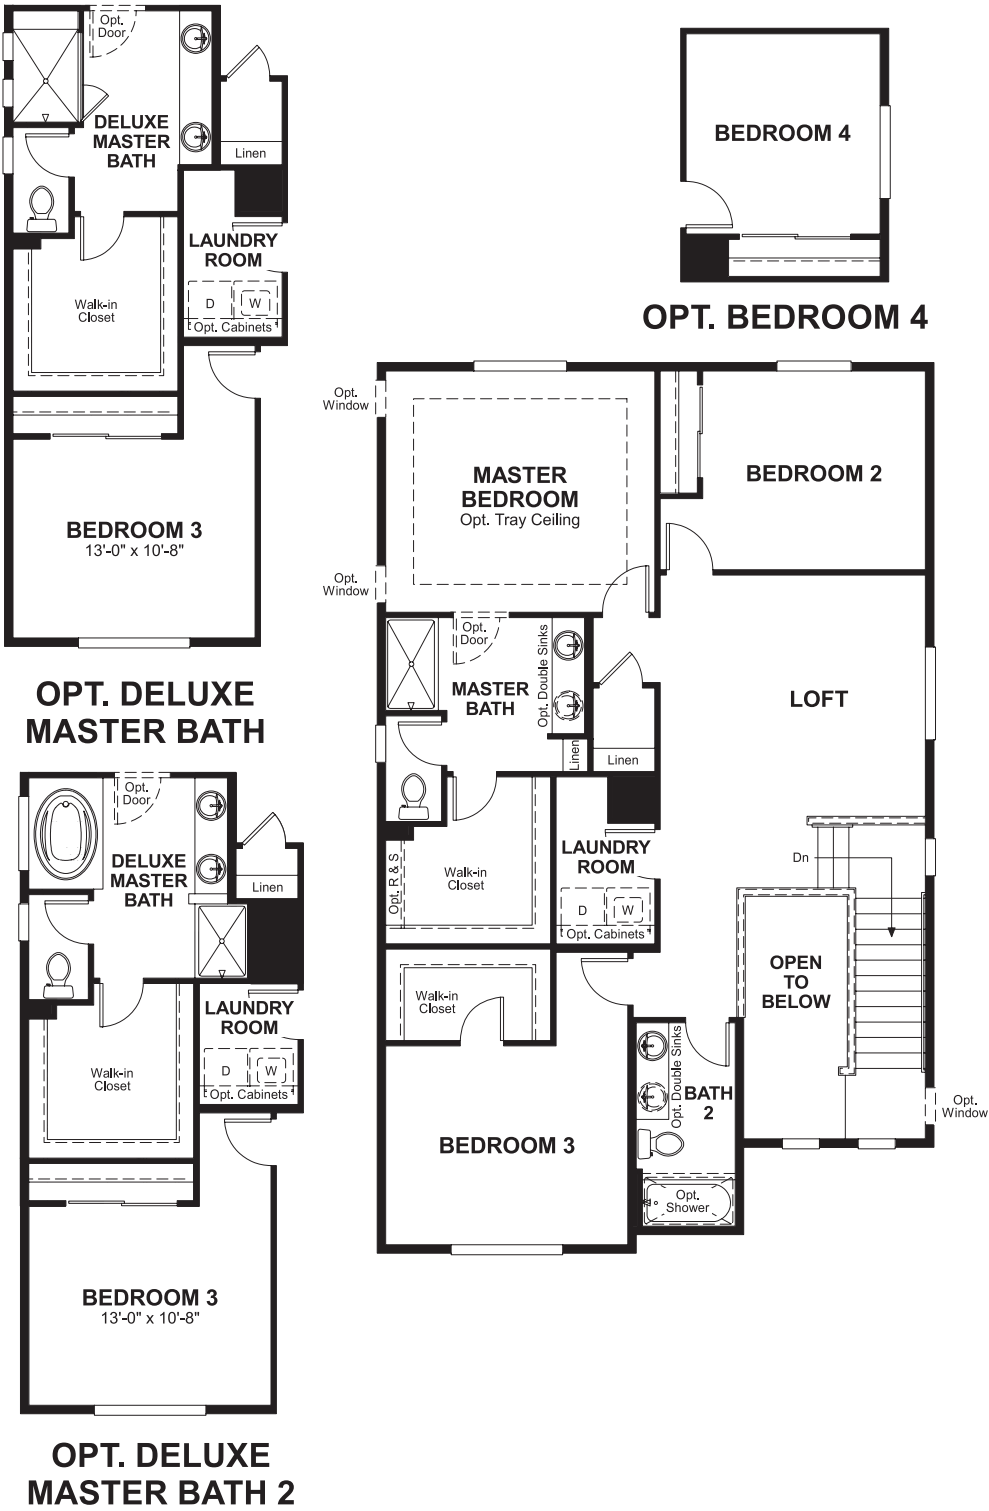 Opt.
Door
DELUXE
MASTER
BATH
Linen
LAUNDRY
ROOM
D
W
Opt. Cabinets
Walk-in
Closet
BEDROOM 3
13'-0" x 10'-8"
OPT. DELUXE
MASTER BATH
Opt.
Door
DELUXE
MASTER
BATH
Linen
LAUNDRY
ROOM
D
W
Opt. Cabinets
Walk-in
Closet
BEDROOM 3
13'-0" x 10'-8"
OPT. DELUXE
MASTER BATH 2
BEDROOM 4
OPT. BEDROOM 4
Opt.
Window
MASTER
BEDROOM
Opt. Tray Ceiling
BEDROOM 2
Opt.
Window
Opt.
Door
Opt. Double Sinks
MASTER
BATH
Linen
Linen
LOFT
LAUNDRY
ROOM
D
W
Opt. Cabinets
Opt. R & S
Walk-in
Closet
Dn
OPEN
TO
BELOW
Walk-in
Closet
Opt. Double Sinks
BATH
2
Opt.
Window
BEDROOM 3
Opt.
Shower